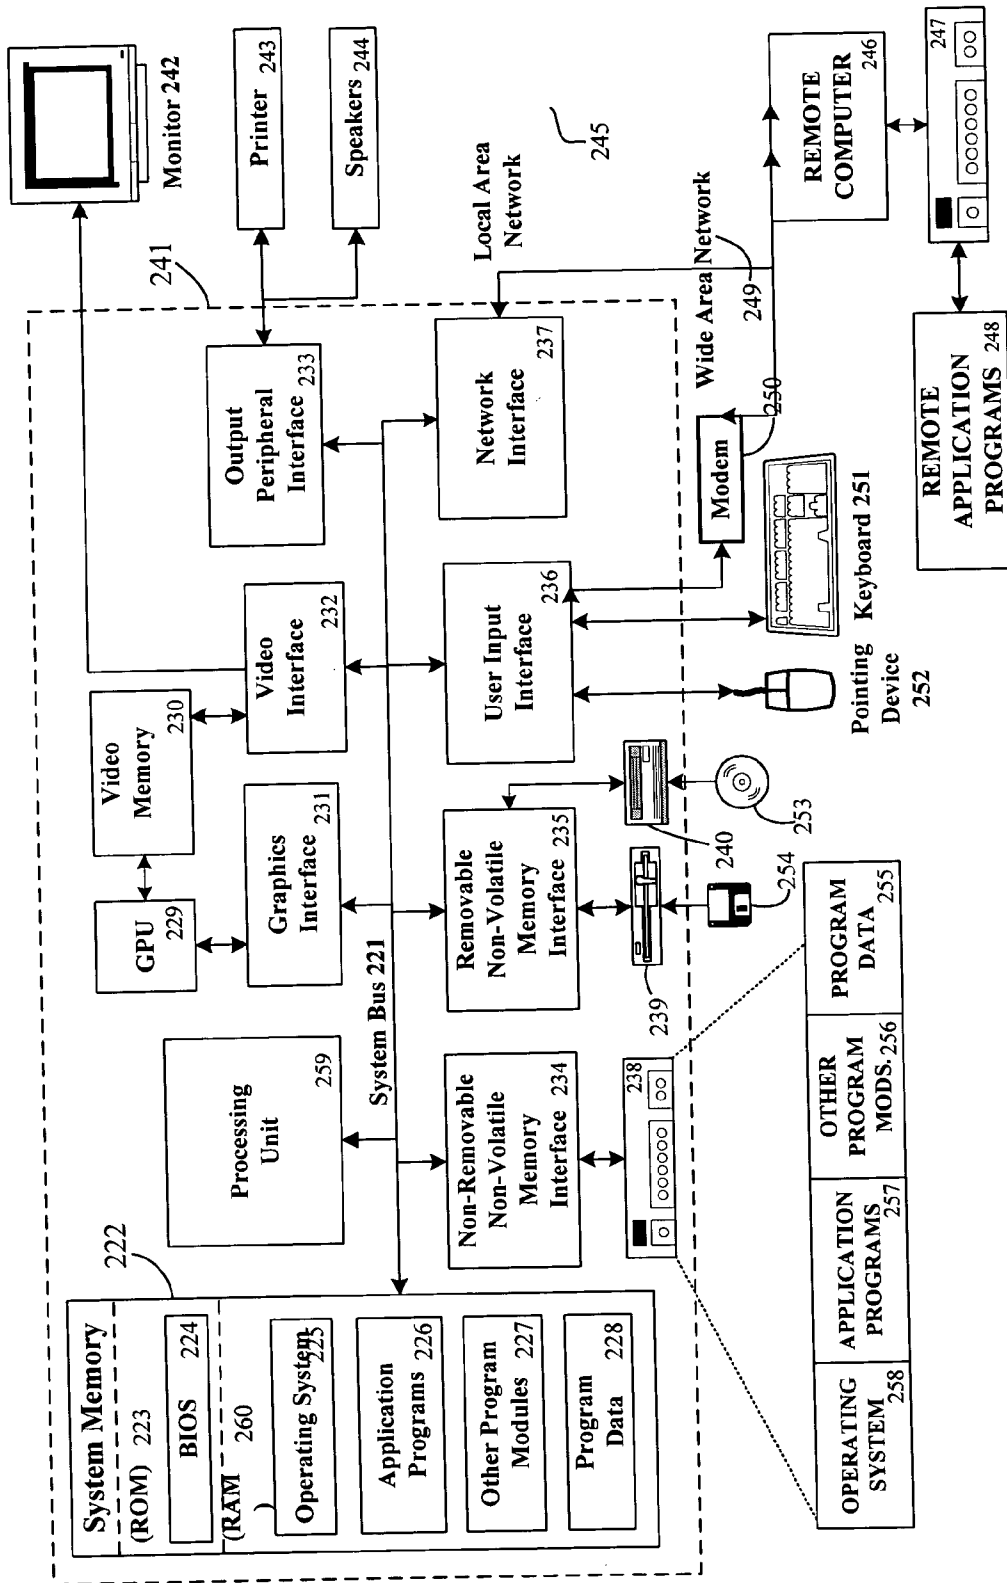 222
System Memory
(ROM) 223
BIOS
224
(RAM
260
Operating System
225
Application
Programs 226
Other Program
Modules 227
Program
Data
228
Processing
Unit
259
GPU
229
Video
Memory
230
Graphics
Interface
231
Video
Interface
232
Output
Peripheral
Interface
233
241
Monitor 242
Printer
243
Speakers
244
System Bus 221
Non-Removable
Non-Volatile
Memory
Interface
234
Removable
Non-Volatile
Memory
Interface
235
User Input
Interface
236
Network
Interface
237
Local Area
Network
245
238
239
240
254
253
Pointing
Device
252
Keyboard 251
Modem
250
Wide Area Network
249
REMOTE
COMPUTER
246
247
REMOTE
APPLICATION
PROGRAMS 248
OPERATING
SYSTEM
258
APPLICATION
PROGRAMS
257
OTHER
PROGRAM
MODS. 256
PROGRAM
DATA
255